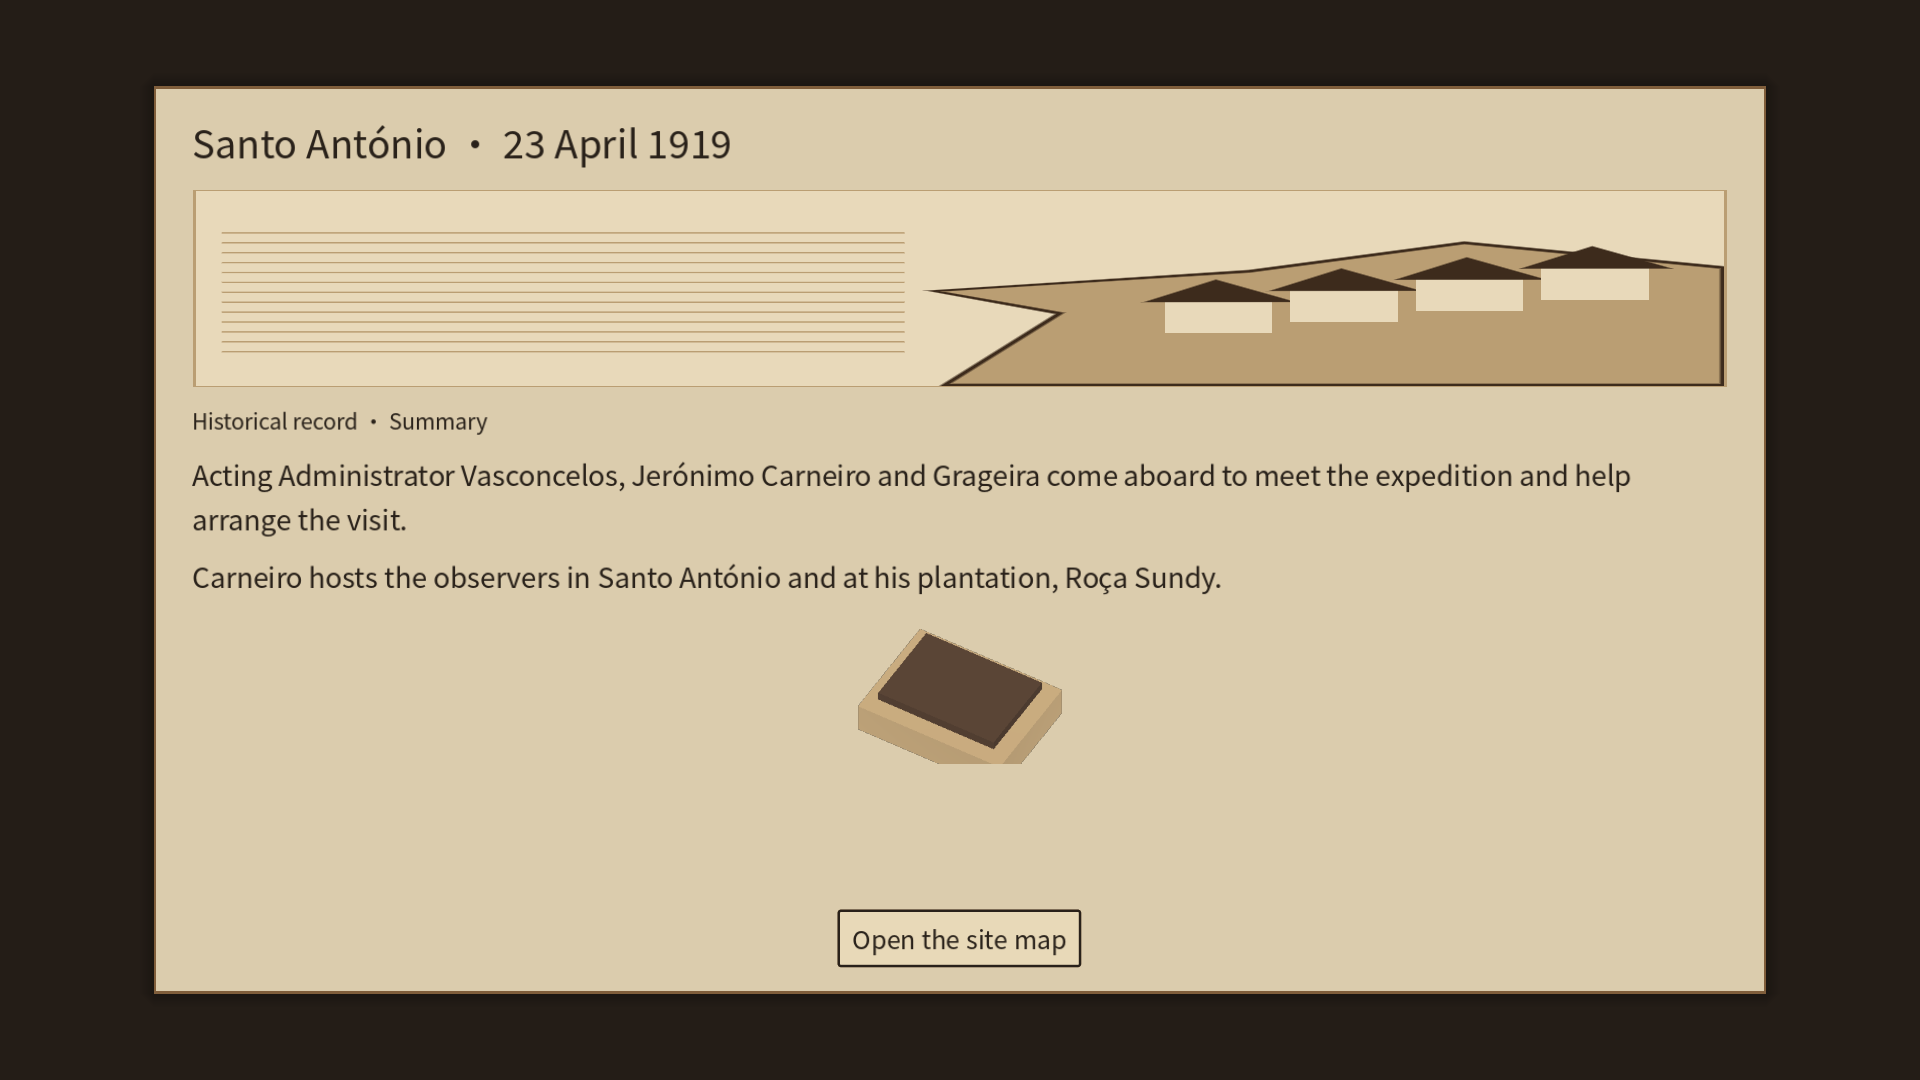 Santo António • 23 April 1919
Historical record • Summary
Acting Administrator Vasconcelos, Jerónimo Carneiro and Grageira come aboard to meet the expedition and help
arrange the visit.
Carneiro hosts the observers in Santo António and at his plantation, Roça Sundy.
Open the site map